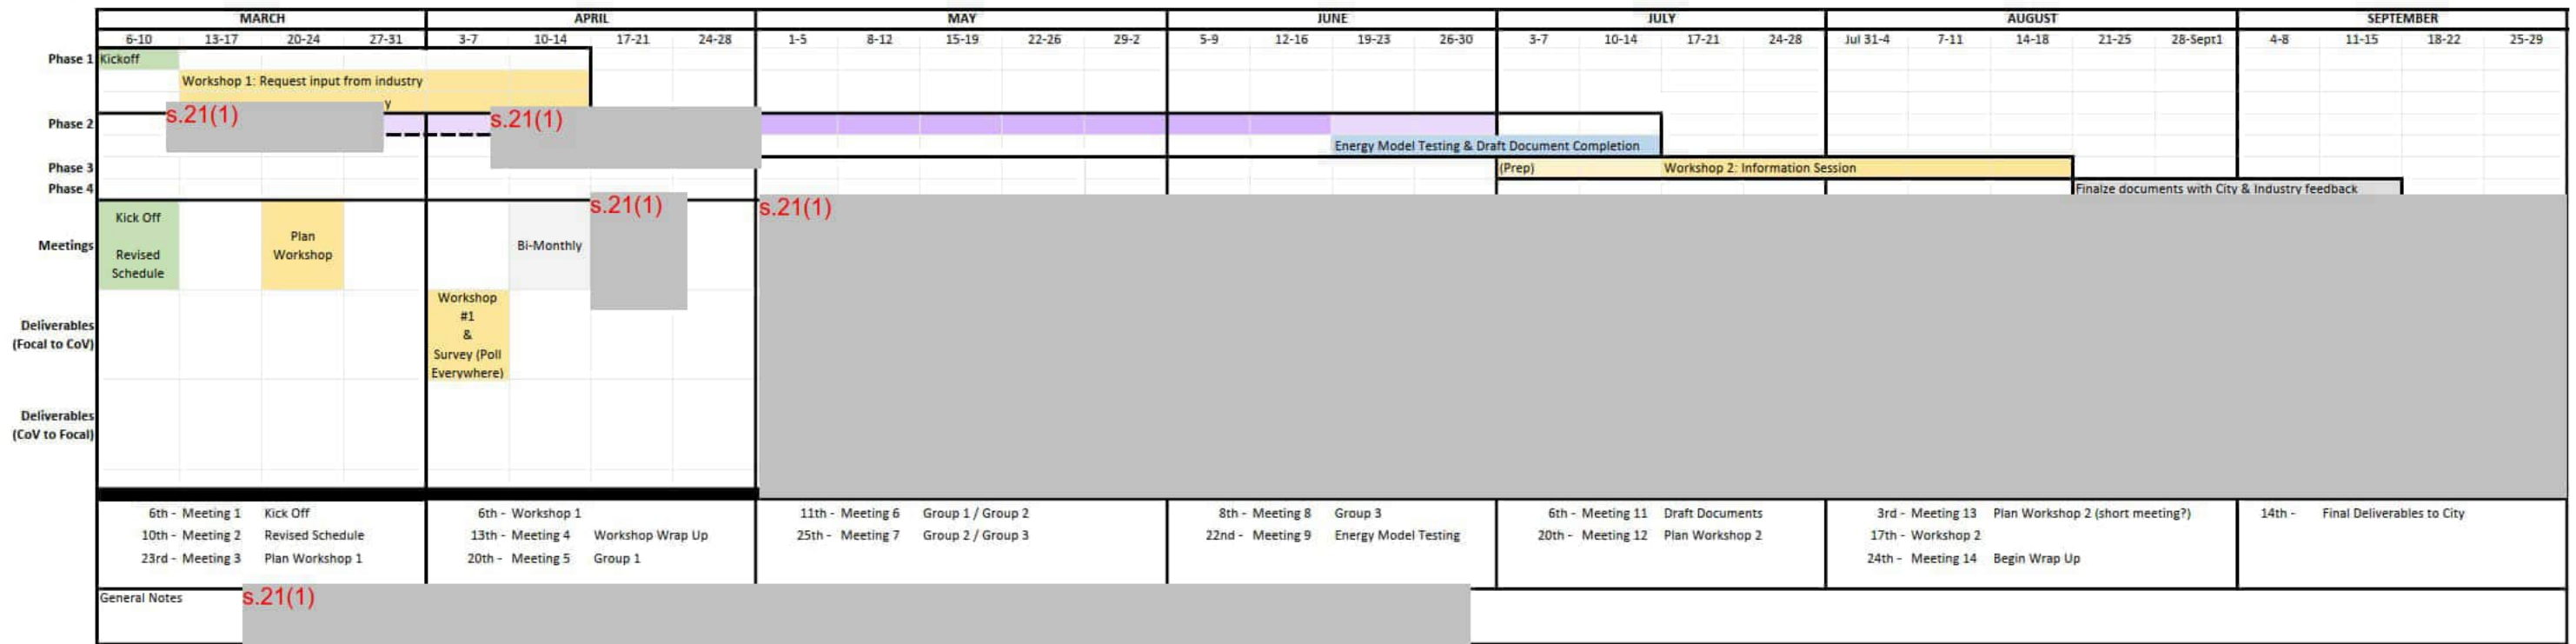 MARCH APRIL MAY JUNE JULY AUGUST SEPTEMBER
6-10 13-17 20-24 27-31 3-7 10-14 17-21 24-28 1-5 8-12 15-19 22-26 29-2 5-9 12-16 19-23 26-30 3-7 10-14 17-21 24-28 Jul 31-4 7-11 14-18 21-25 28-Sept1 4-8 11-15 18-22 25-29
Phase 1 Kickoff
Workshop 1: Request input from industry
y
s.21(1) s.21(1)
Phase 2
Energy Model Testing & Draft Document Completion
Phase 3 (Prep) Workshop 2: Information Session
Phase 4 Finalze documents with City & Industry feedback
s.21(1) s.21(1)
Kick Off
Plan
Meetings Bi-Monthly
Revised Workshop
Schedule
Workshop
#1
&
Survey (Poll
Everywhere)
Deliverables
(Focal to CoV)
Deliverables
(CoV to Focal)
6th - Meeting 1 Kick Off 6th - Workshop 1 11th - Meeting 6 Group 1 / Group 2 8th - Meeting 8 Group 3 6th - Meeting 11 Draft Documents 3rd - Meeting 13 Plan Workshop 2 (short meeting?) 14th - Final Deliverables to City
10th - Meeting 2 Revised Schedule 13th - Meeting 4 Workshop Wrap Up 25th - Meeting 7 Group 2 / Group 3 22nd - Meeting 9 Energy Model Testing 20th - Meeting 12 Plan Workshop 2 17th - Workshop 2
23rd - Meeting 3 Plan Workshop 1 20th - Meeting 5 Group 1 24th - Meeting 14 Begin Wrap Up
General Notes s.21(1)